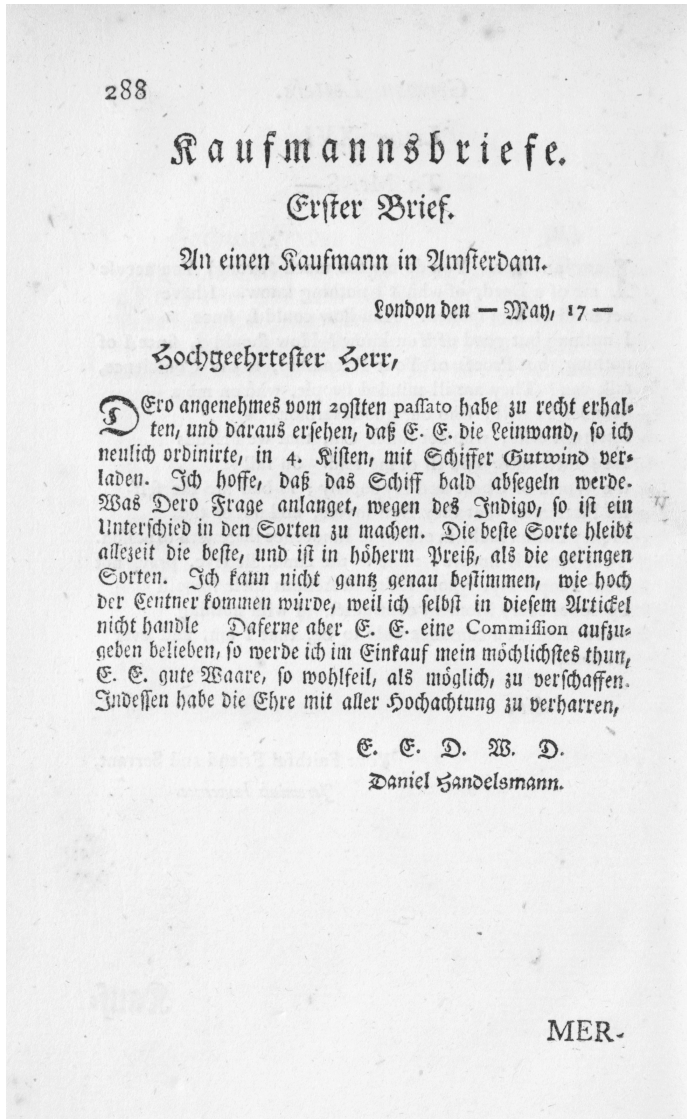 288
Kaufmannsbriefe.
Erster Brief.
An einen Kaufmann in Amsterdam.
London den — May, 17 —
Hochgeehrtester Herr,
DEro angenehmes vom 29stten passato habe zu recht erhal-
ten, und daraus ersehen, daß E. E. die Leinwand, so ich
neulich ordinirte, in 4. Kisten, mit Schiffer Gutwind ver-
laden. Ich hoffe, daß das Schiff bald absegeln werde.
Was Dero Frage anlanget, wegen des Indigo, so ist ein
Unterschied in den Sorten zu machen. Die beste Sorte bleibt
allezeit die beste, und ist in höherm Preiß, als die geringen
Sorten. Ich kann nicht gantz genau bestimmen, wie hoch
der Centner kommen würde, weil ich selbst in diesem Artickel
nicht handle Daferne aber E. E. eine Commission aufzu-
geben belieben, so werde ich im Einkauf mein möchlichstes thun,
E. E. gute Waare, so wohlfeil, als möglich, zu verschaffen.
Indessen habe die Ehre mit aller Hochachtung zu verharren,
E. E. D. W. D.
Daniel Handelsmann.
MER-